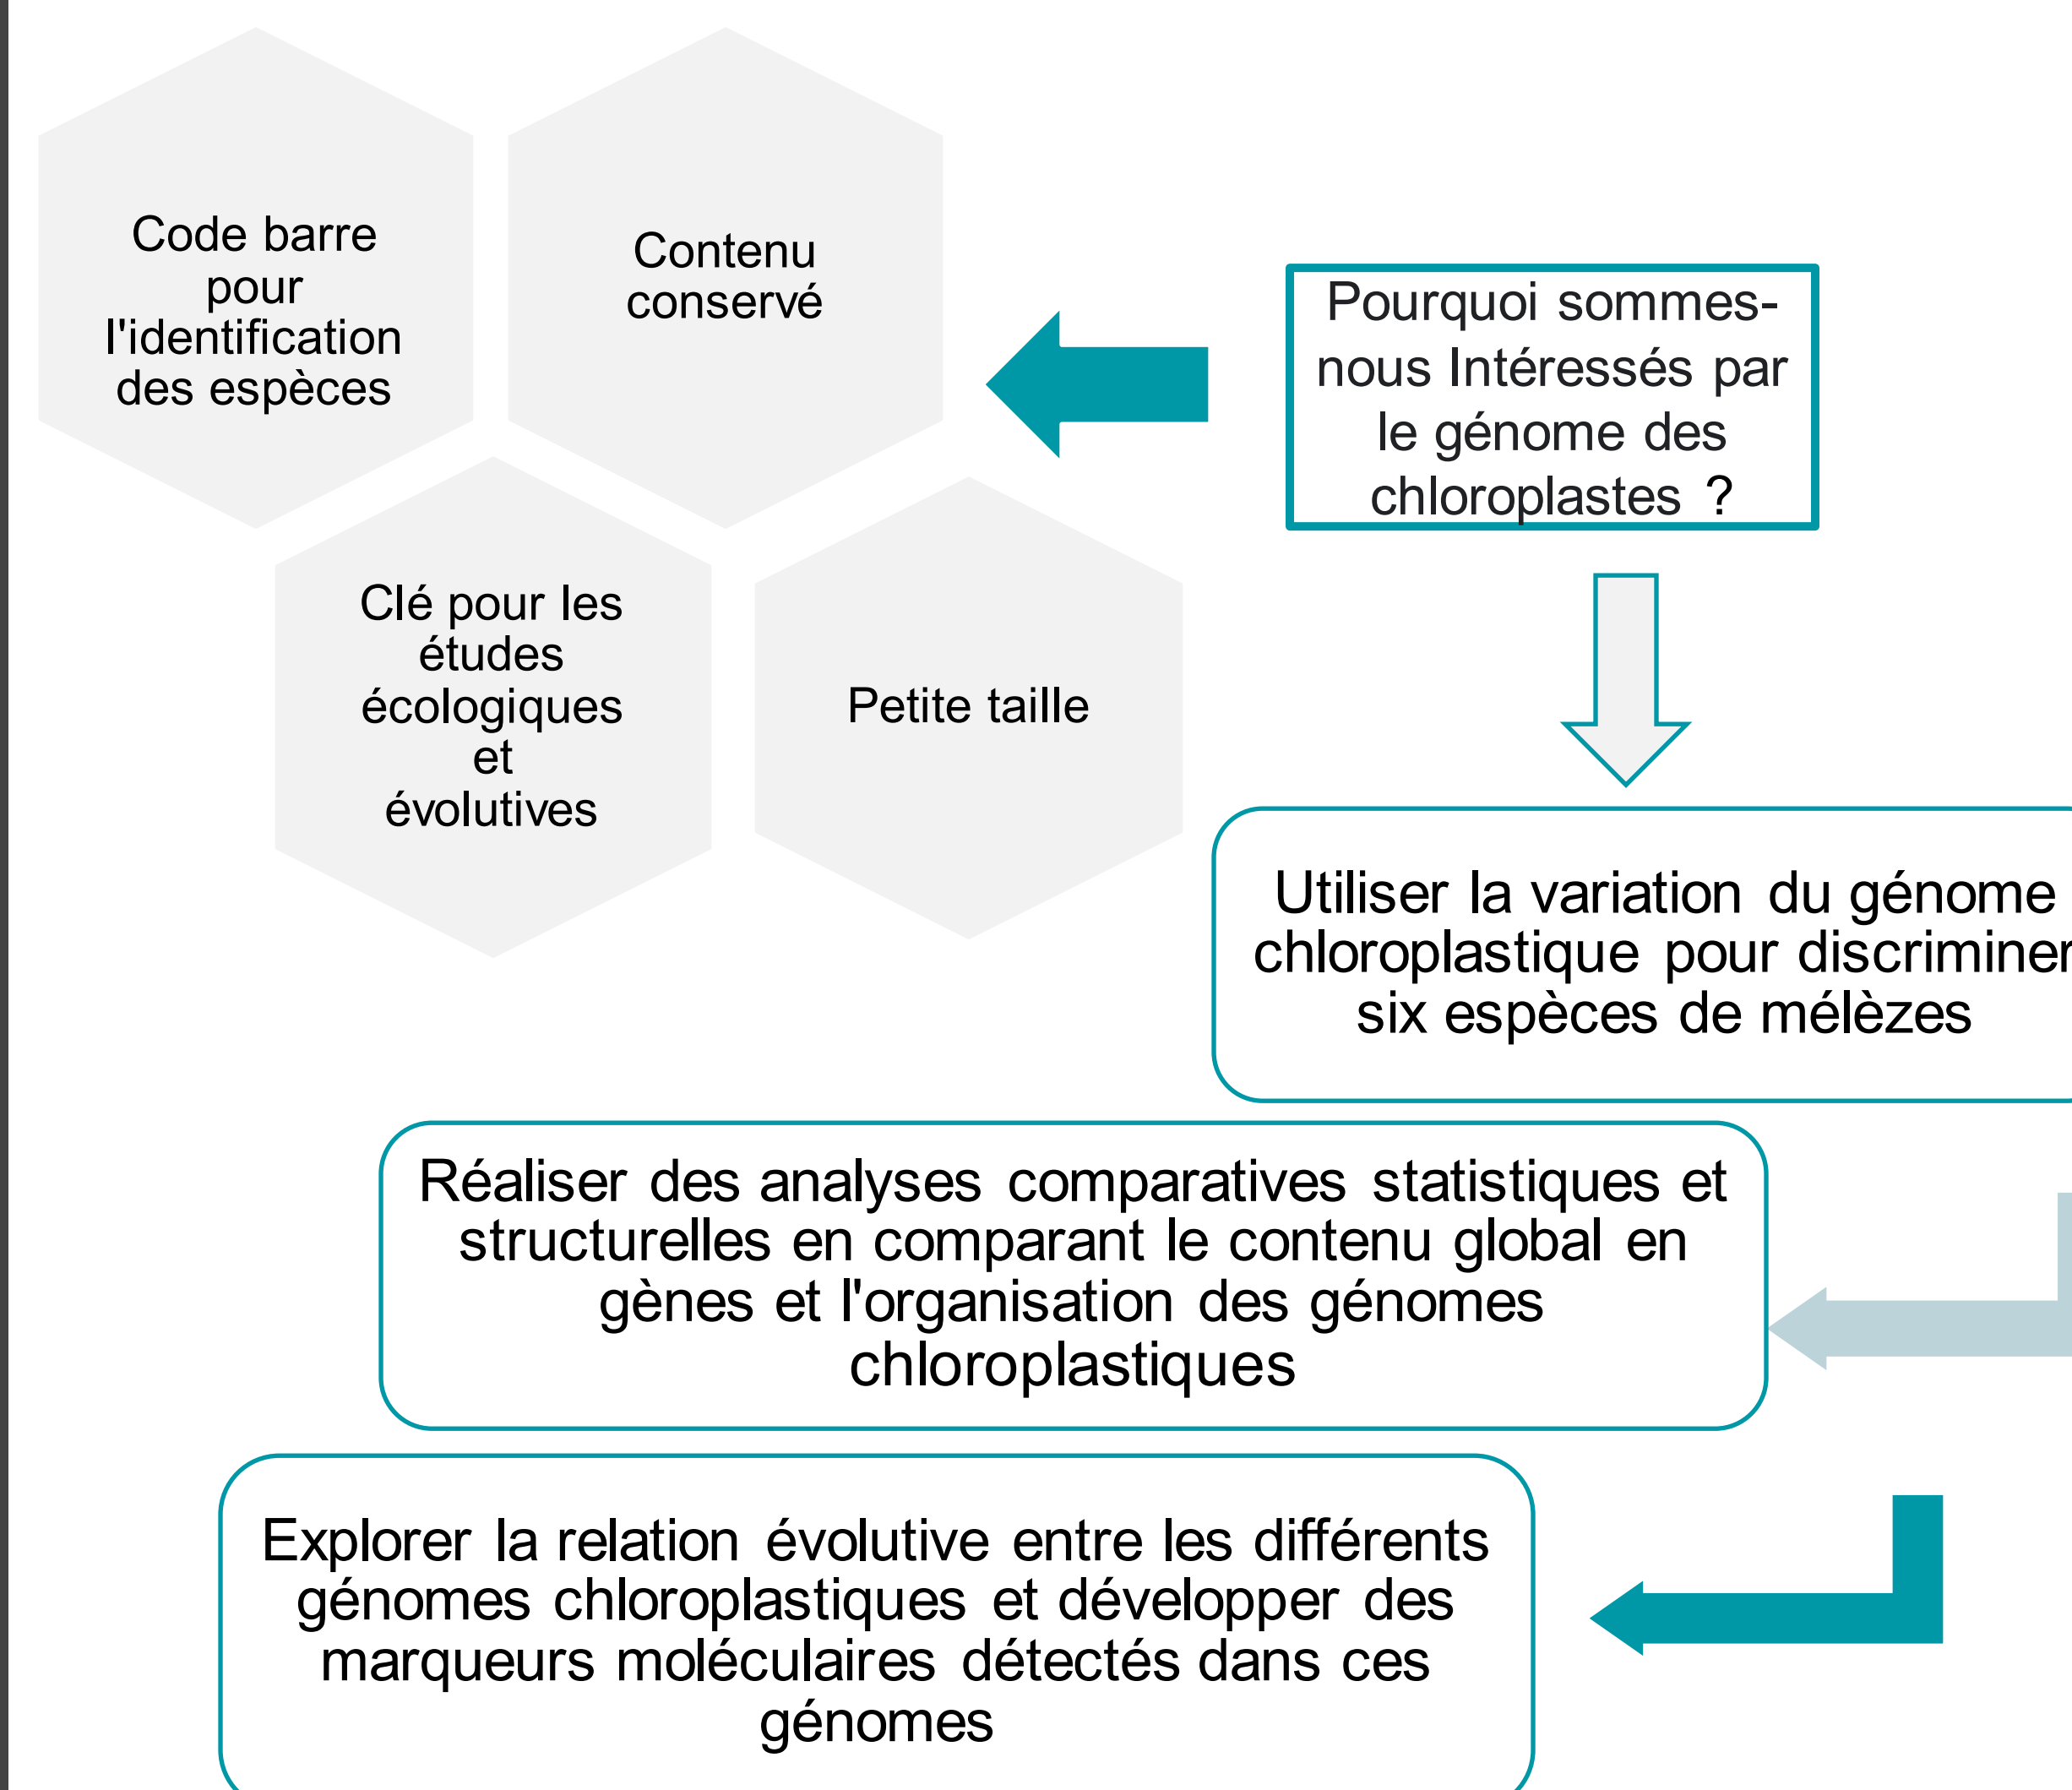 Code barre
pour
l'identification
des espèces
Contenu
conservé
Pourquoi sommes-
nous Intéressés par
le génome des
chloroplastes ?
Clé pour les
études
écologiques
et
évolutives
Petite taille
Utiliser la variation du génome
chloroplastique pour discriminer
six espèces de mélèzes
Réaliser des analyses comparatives statistiques et
structurelles en comparant le contenu global en
gènes et l'organisation des génomes
chloroplastiques
Explorer la relation évolutive entre les différents
génomes chloroplastiques et développer des
marqueurs moléculaires détectés dans ces
génomes